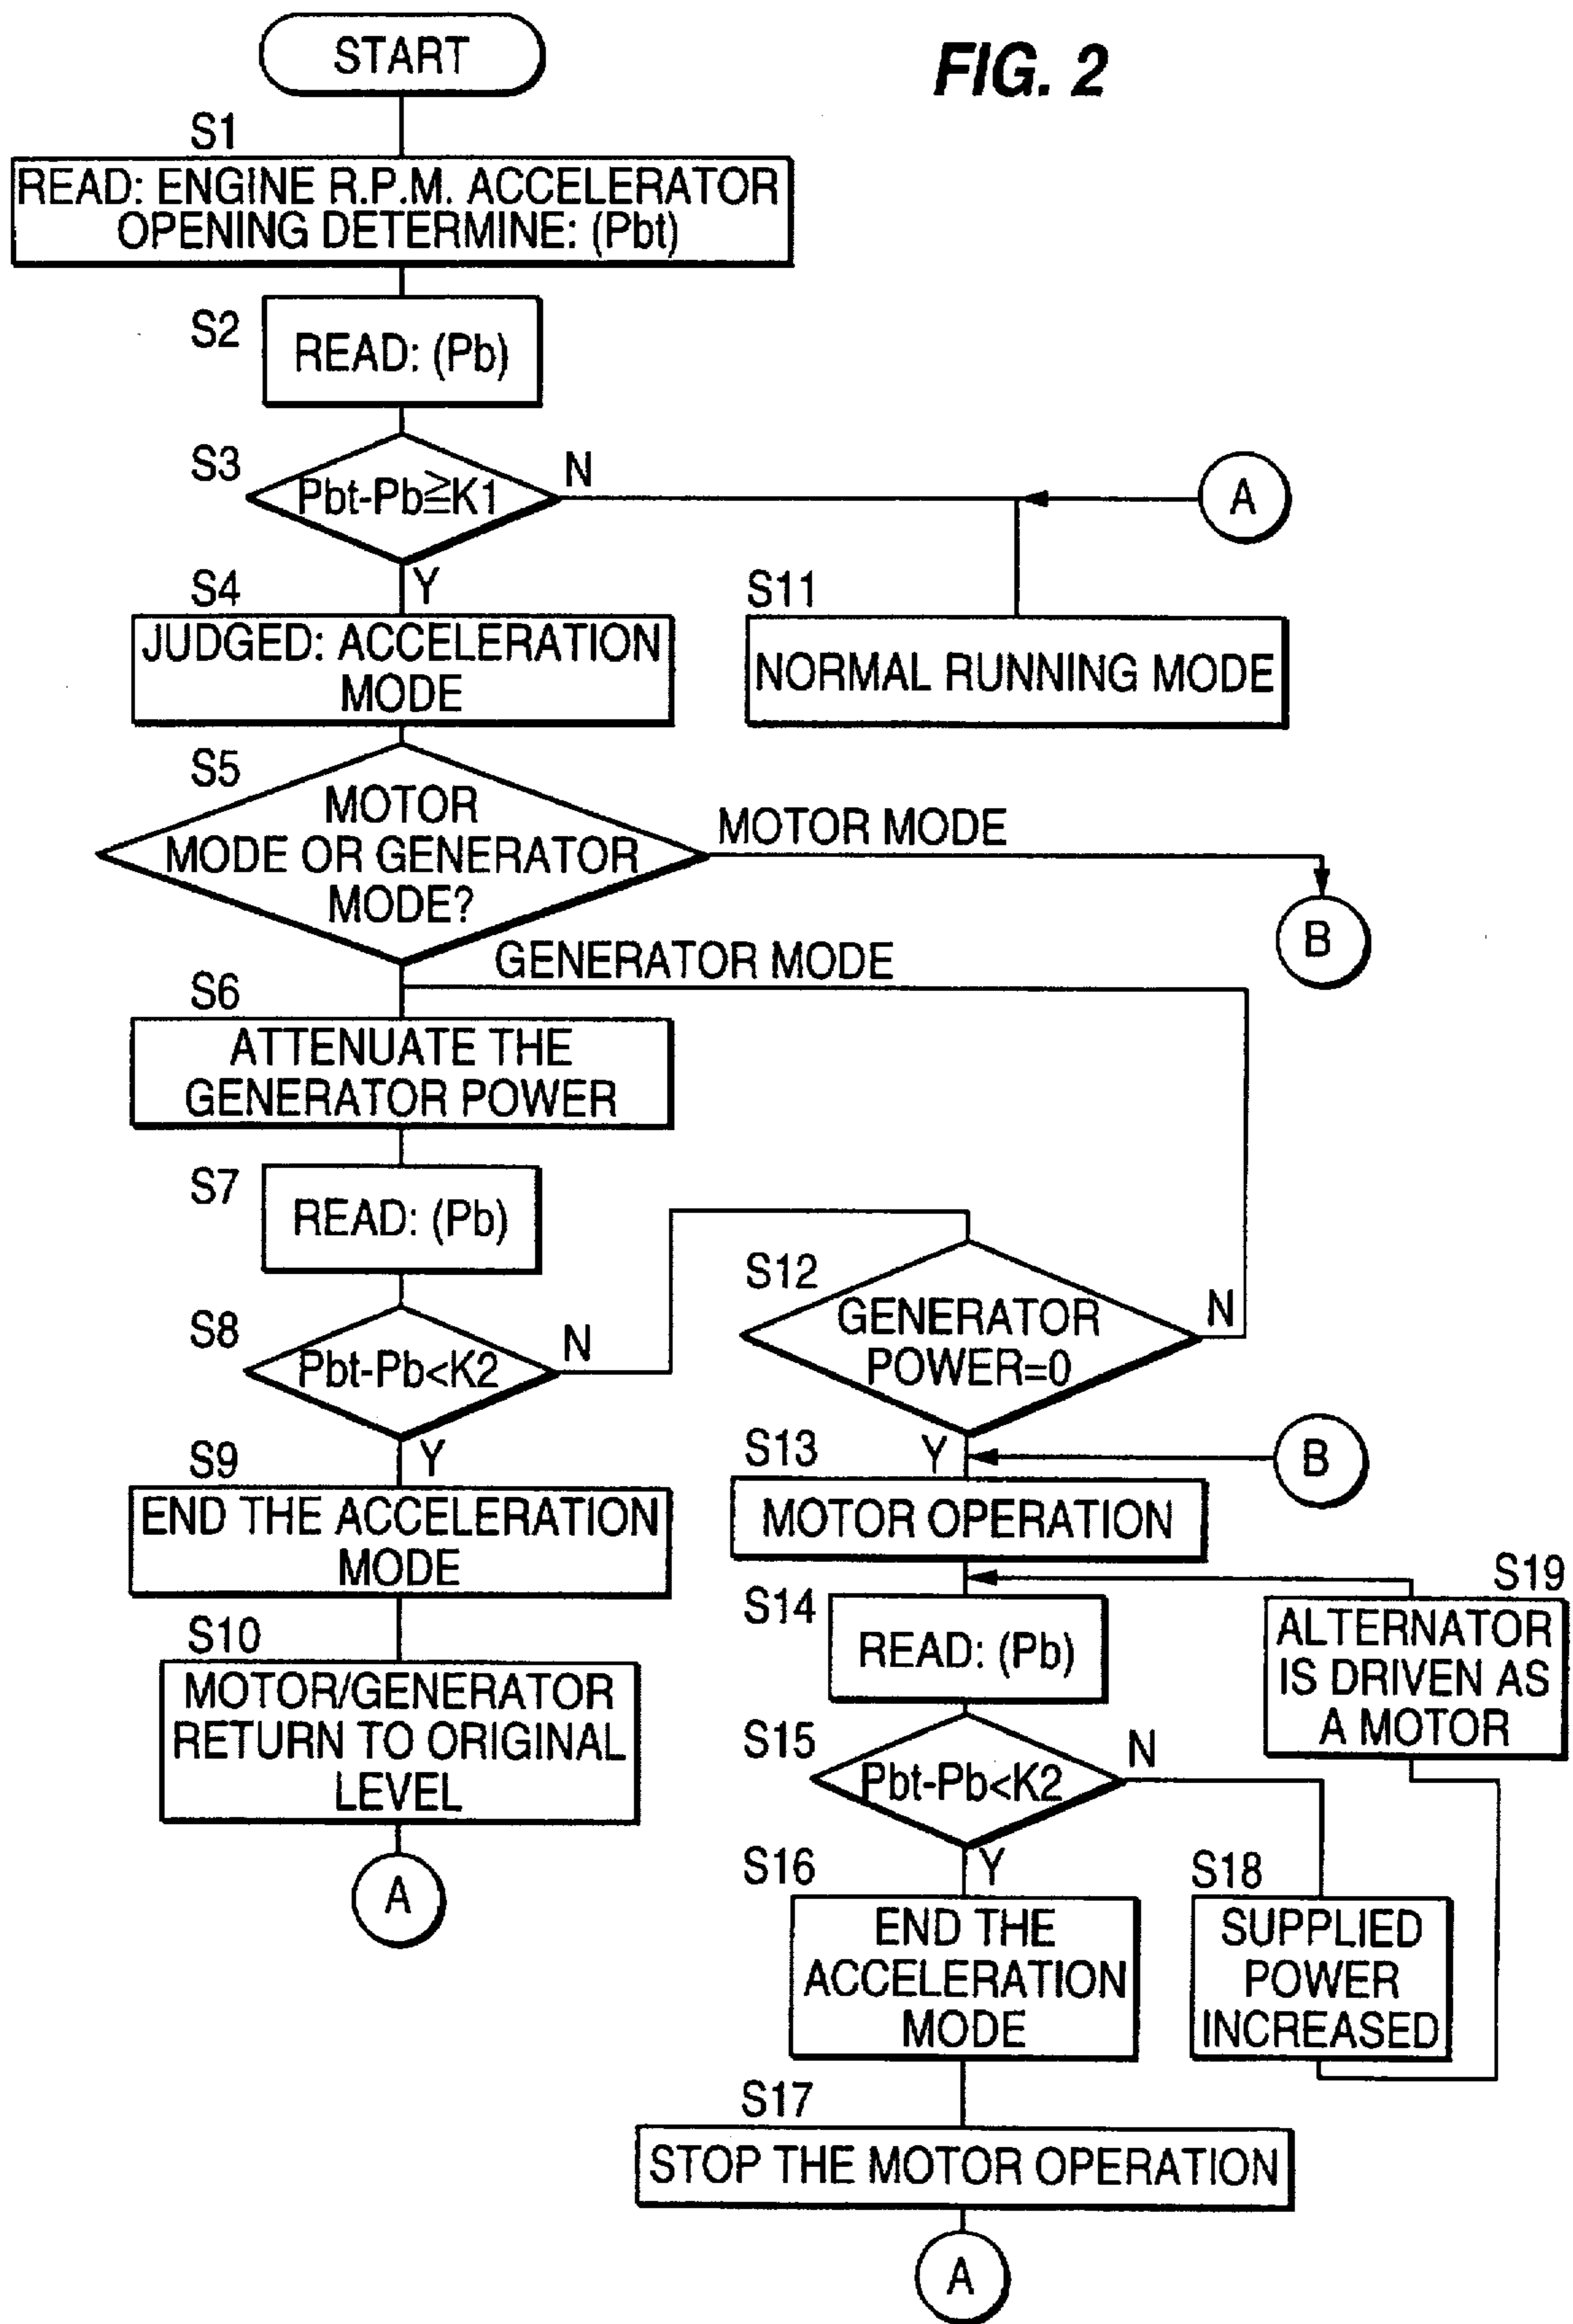 START
FIG. 2
S1
READ: ENGINE R.P.M. ACCELERATOR
OPENING DETERMINE: (Pbt)
S2
READ: (Pb)
S3
Pbt-Pb≧K1
N
A
Y
S4
JUDGED: ACCELERATION
MODE
S11
NORMAL RUNNING MODE
S5
MOTOR
MODE OR GENERATOR
MODE?
MOTOR MODE
B
GENERATOR MODE
S6
ATTENUATE THE
GENERATOR POWER
S7
READ: (Pb)
S8
Pbt-Pb<K2
N
S12
GENERATOR
POWER=0
N
Y
S9
END THE ACCELERATION
MODE
S10
MOTOR/GENERATOR
RETURN TO ORIGINAL
LEVEL
A
Y
B
S13
MOTOR OPERATION
S14
READ: (Pb)
S19
ALTERNATOR
IS DRIVEN AS
A MOTOR
S15
Pbt-Pb<K2
N
Y
S16
END THE
ACCELERATION
MODE
S18
SUPPLIED
POWER
INCREASED
S17
STOP THE MOTOR OPERATION
A